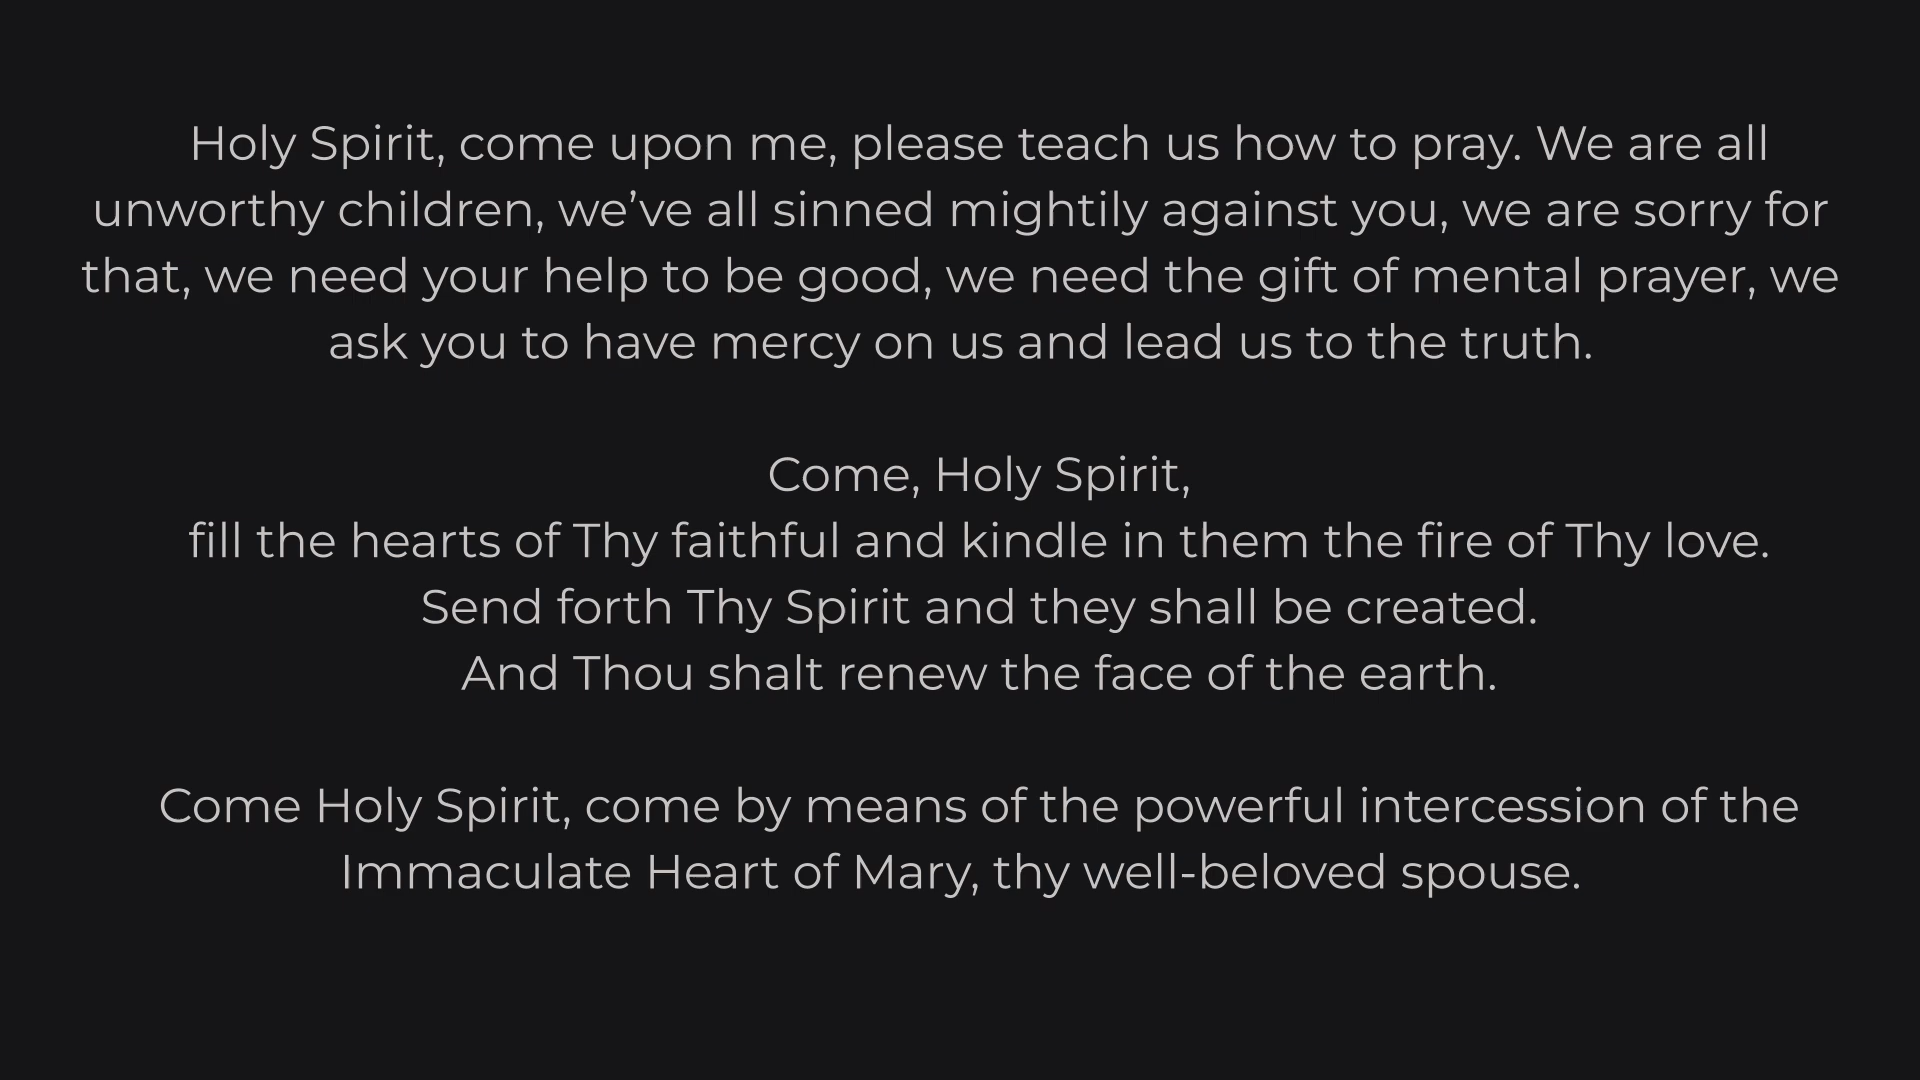 Holy Spirit, come upon me, please teach us how to pray. We are all
unworthy children, we’ve all sinned mightily against you, we are sorry for
that, we need your help to be good, we need the gift of mental prayer, we
ask you to have mercy on us and lead us to the truth.
Come, Holy Spirit,
fill the hearts of Thy faithful and kindle in them the fire of Thy love.
Send forth Thy Spirit and they shall be created.
And Thou shalt renew the face of the earth.
Come Holy Spirit, come by means of the powerful intercession of the
Immaculate Heart of Mary, thy well-beloved spouse.